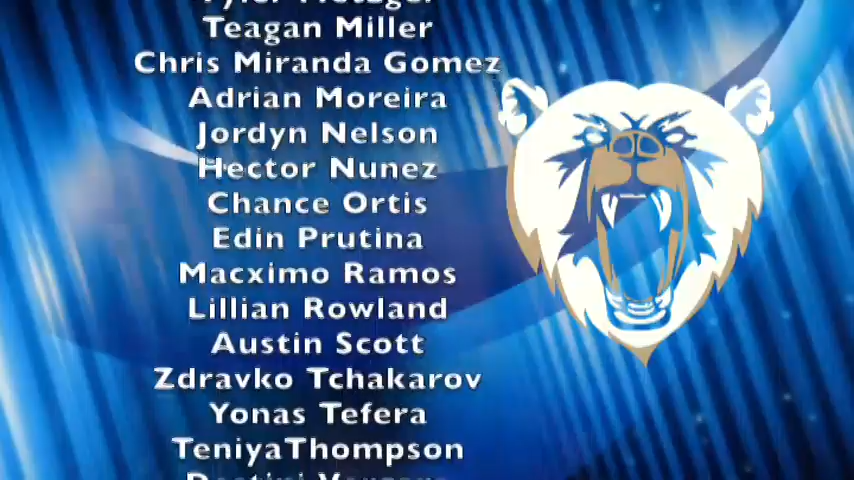 Teagan Miller
Chris Miranda Gomez
Adrian Moreira
Jordyn Nelson
Hector Nunez
Chance Ortis
Edin Prutina
Macximo Ramos
Lillian Rowland
Austin Scott
Zdravko Tchakarov
Yonas Tefera
TeniyaThompson